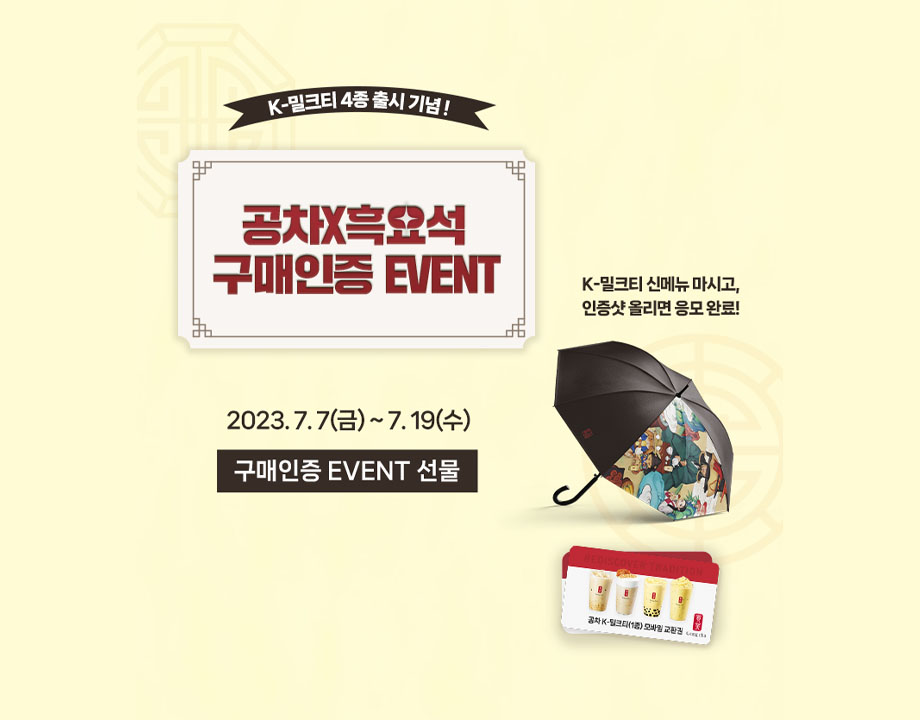 K-밀크티 4종 출시 기념!
공차X흑요석
구매인증 EVENT
K-밀크티 신메뉴 마시고,
인증샷 올리면 응모 완료!
2023. 7. 7(금) ~ 7. 19(수)
구매인증 EVENT 선물
REDISCOVER TRADITION
공차 K-밀크티(1종) 모바일 교환권